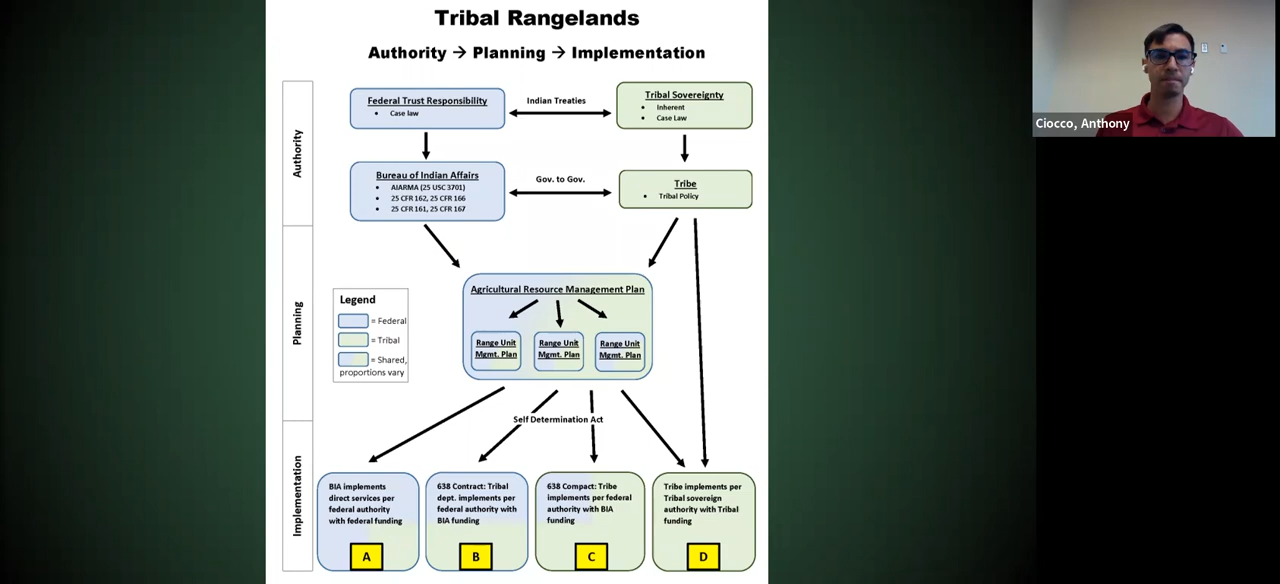 Tribal Rangelands
Authority → Planning → Implementation
Authority
Federal Trust Responsibility
• Case law
Indian Treaties
Tribal Sovereignty
• Inherent
• Case Law
Bureau of Indian Affairs
• AIARMA (25 USC 3701)
• 25 CFR 162, 25 CFR 166
• 25 CFR 161, 25 CFR 167
Gov. to Gov.
Tribe
• Tribal Policy
Planning
Agricultural Resource Management Plan
Range Unit
Mgmt. Plan
Range Unit
Mgmt. Plan
Range Unit
Mgmt. Plan
Legend
= Federal
= Tribal
= Shared,
proportions vary
Self Determination Act
Implementation
BIA implements
direct services per
federal authority
with federal funding
A
638 Contract: Tribal
dept. implements per
federal authority with
BIA funding
B
638 Compact: Tribe
implements per federal
authority with BIA
funding
C
Tribe implements per
Tribal sovereign
authority with Tribal
funding
D
Ciocco, Anthony